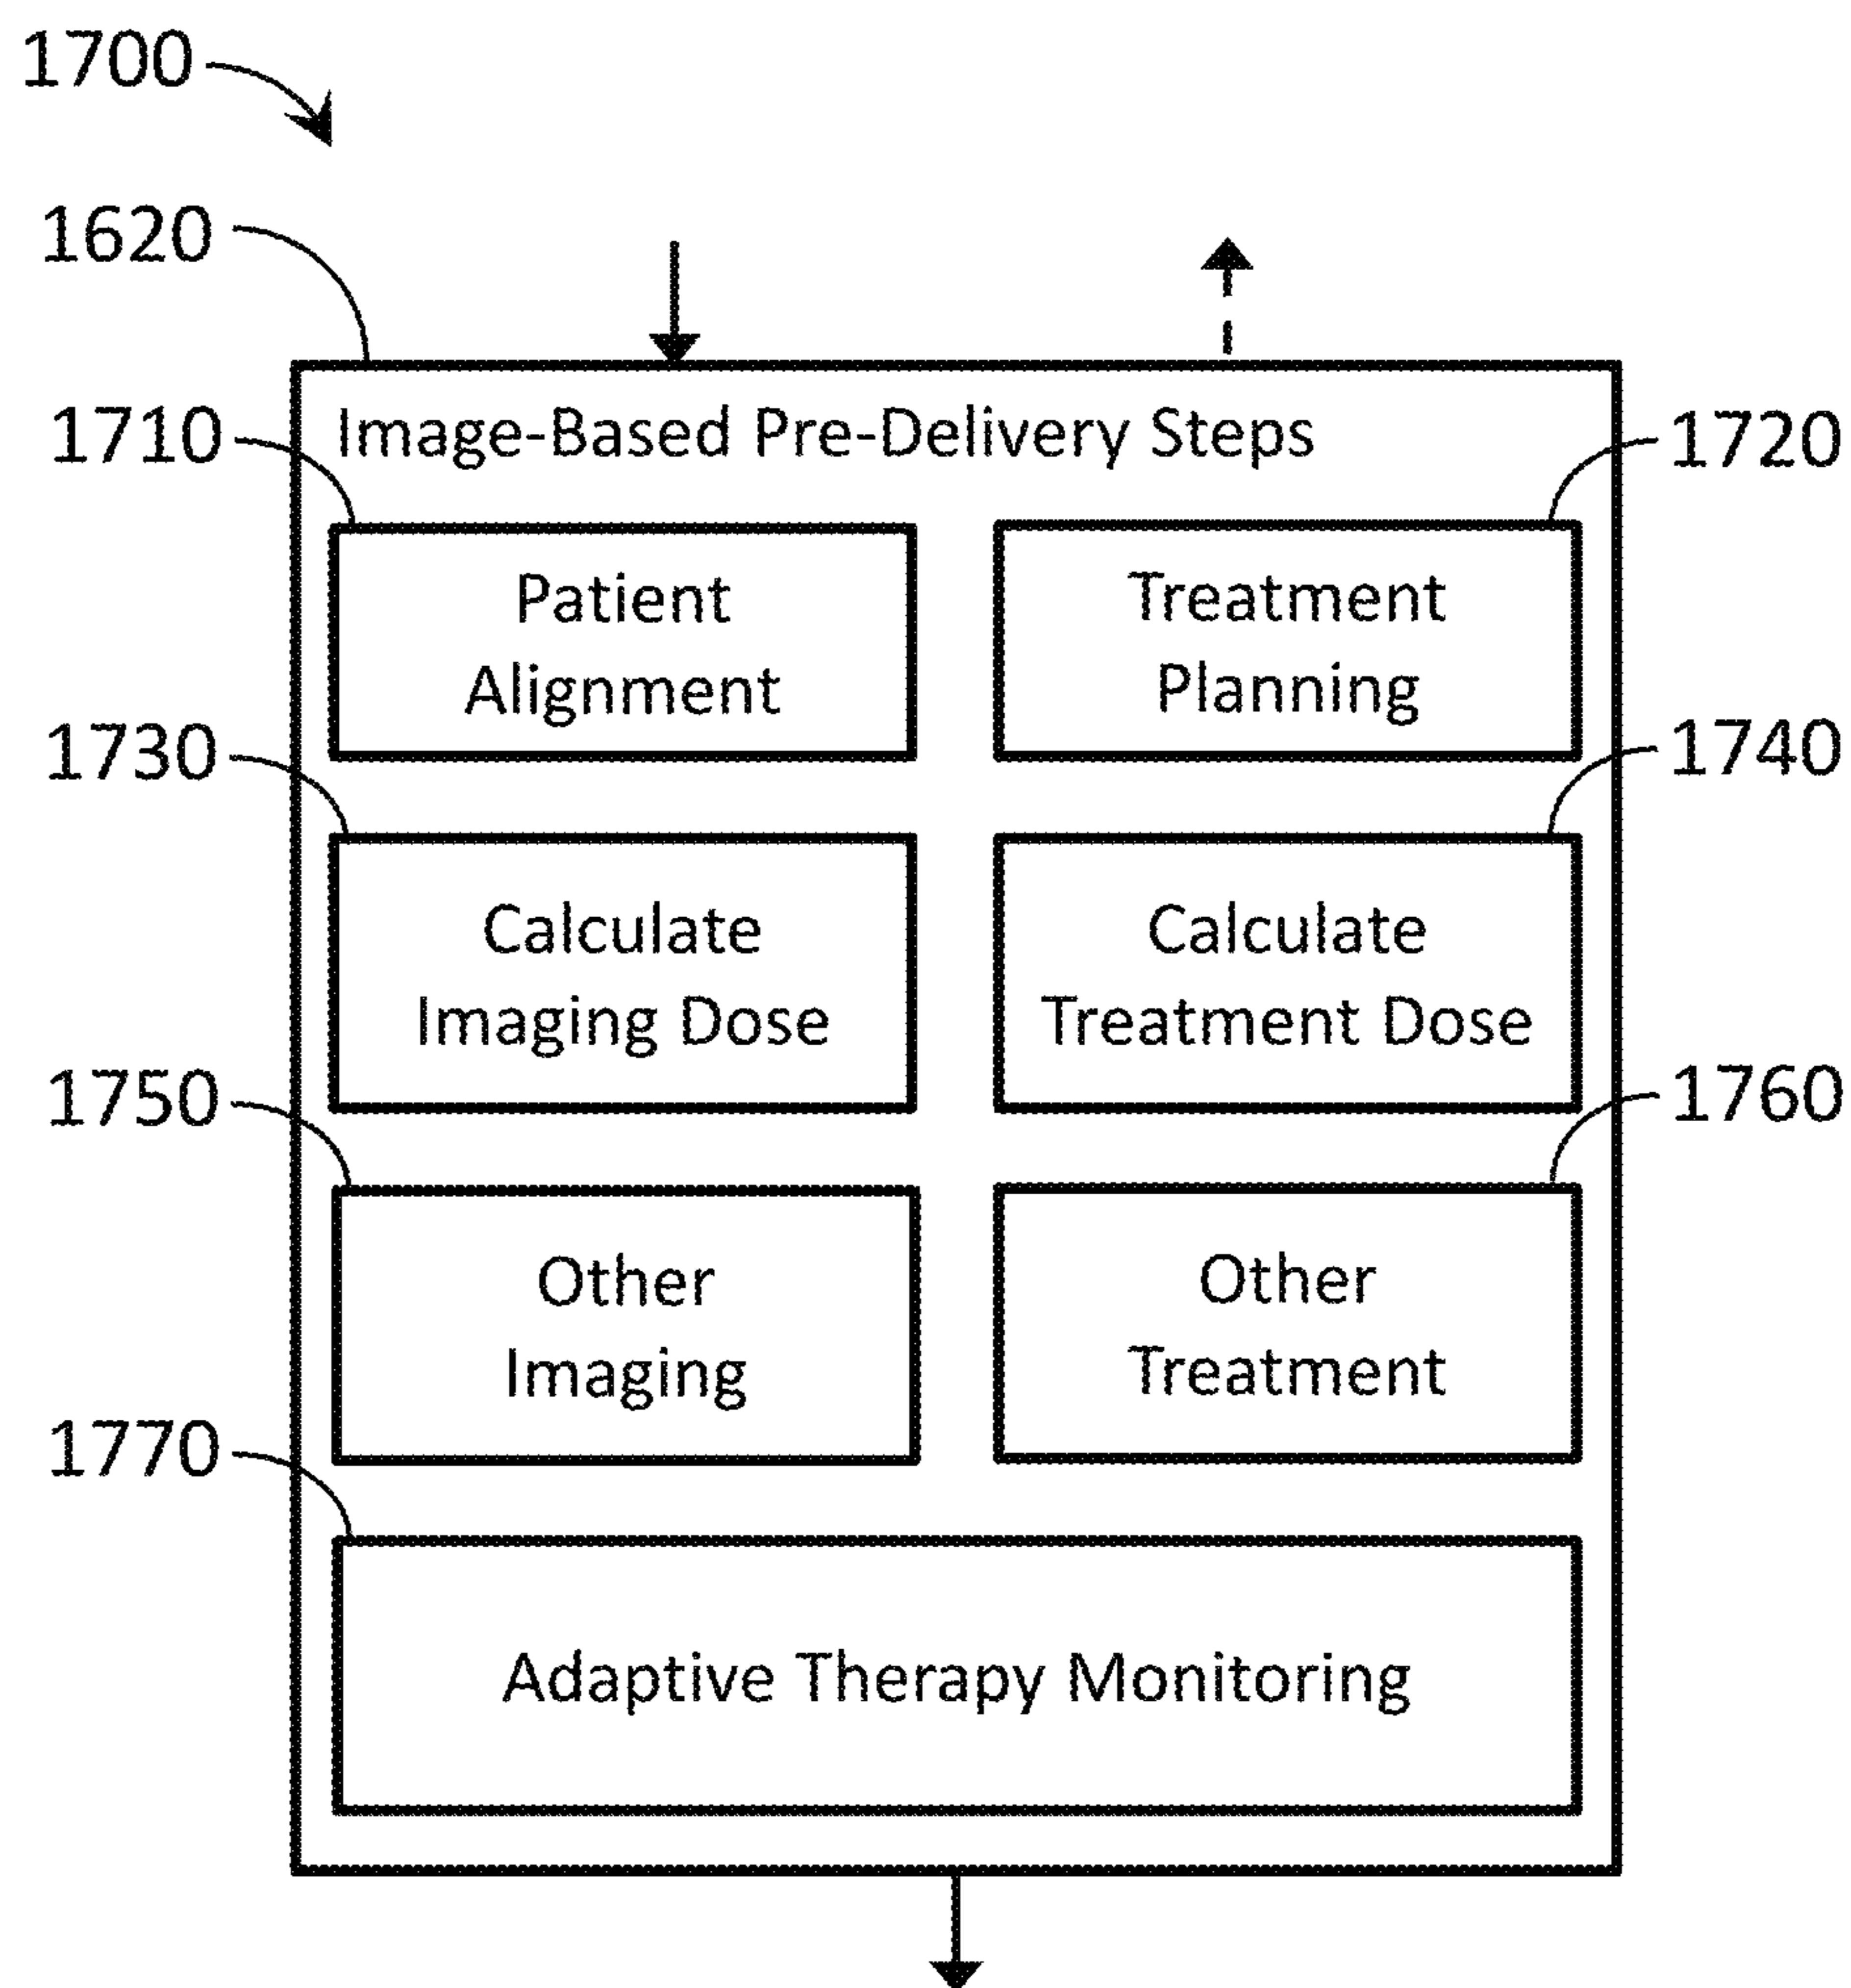 1700
1620
1710
Image-Based Pre-Delivery Steps
1720
Patient
Alignment
Treatment
Planning
1730
1740
Calculate
Imaging Dose
Calculate
Treatment Dose
1750
1760
Other
Imaging
Other
Treatment
1770
Adaptive Therapy Monitoring